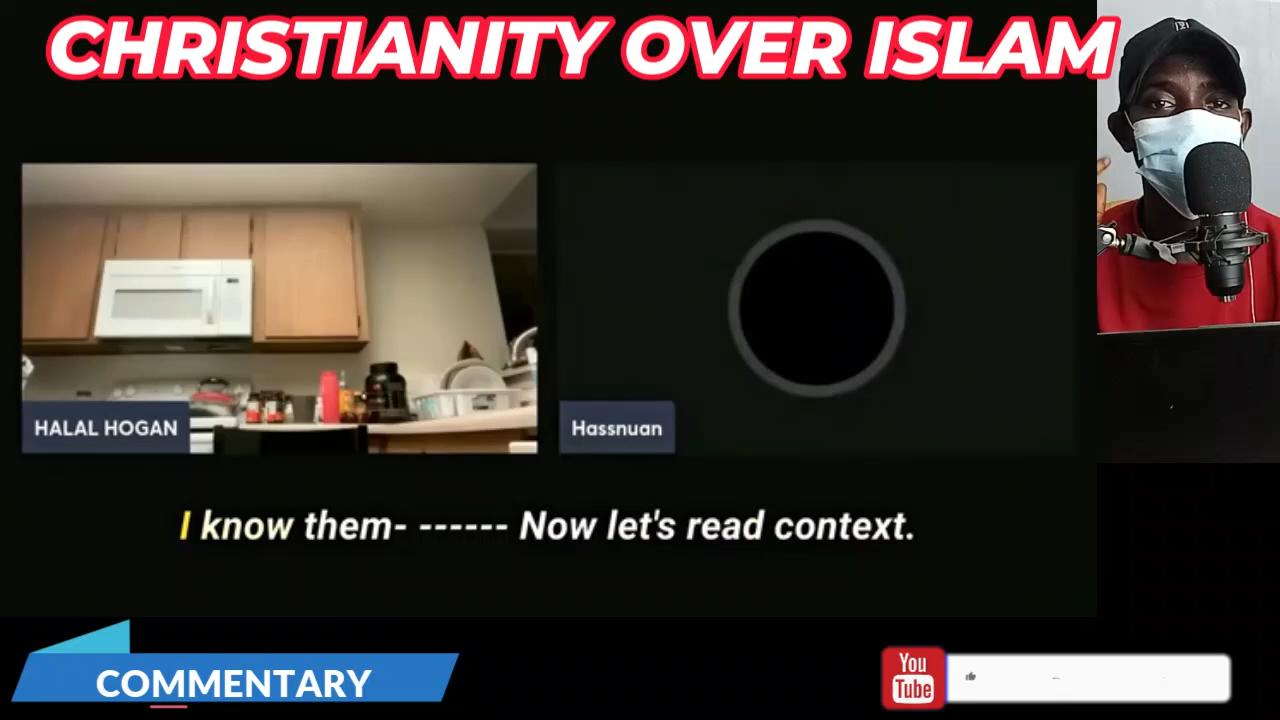 CHRISTIANITY OVER ISLAM
HALAL HOGAN
Hassnuan
I know them- ------ Now let's read context.
COMMENTARY
You
Tube